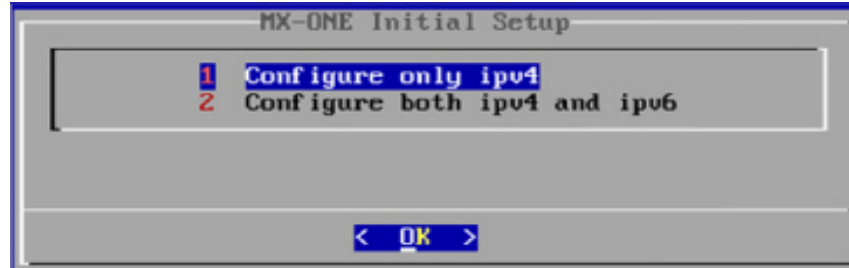 MX-ONE Initial Setup
1 Configure only ipv4
2 Configure both ipv4 and ipv6
< OK >